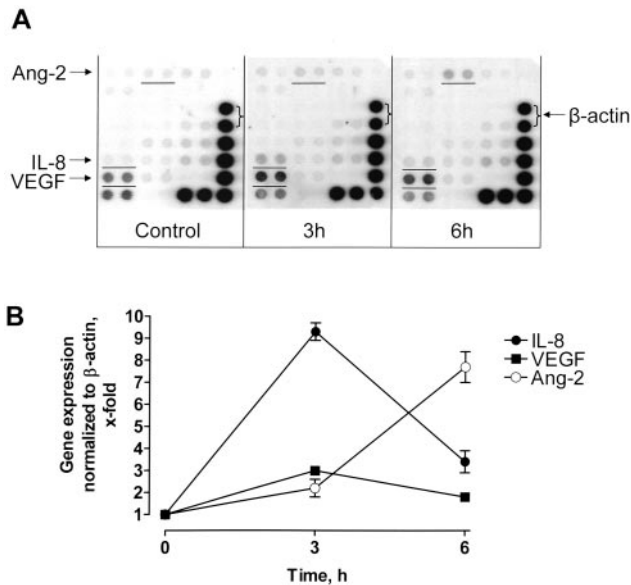 A
Ang-2
β-actin
IL-8
VEGF
Control
3h
6h
B
Gene expression
normalized to β-actin,
x-fold
10
9
8
7
6
5
4
3
2
1
0
3
6
Time, h
IL-8
VEGF
Ang-2